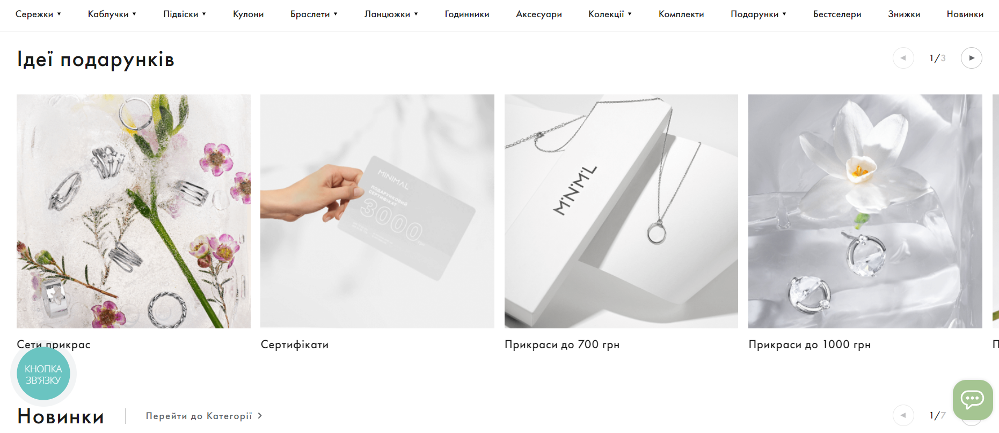 Сережки Каблучки Підвіски Кулони Браслети Ланцюжки Годинники Аксесуари Колекції Комплекти Подарунки Бестселери Знижки Новинки
Ідеї подарунків
1/3
MINIMAL
ПОДАРУНКОВИЙ
СЕРТИФІКАТ
3000 грн
MINIMAL
Сети прикрас
Сертифікати
Прикраси до 700 грн
Прикраси до 1000 грн
П
КНОПКА
ЗВ'ЯЗКУ
Новинки
Перейти до Категорії
1/7